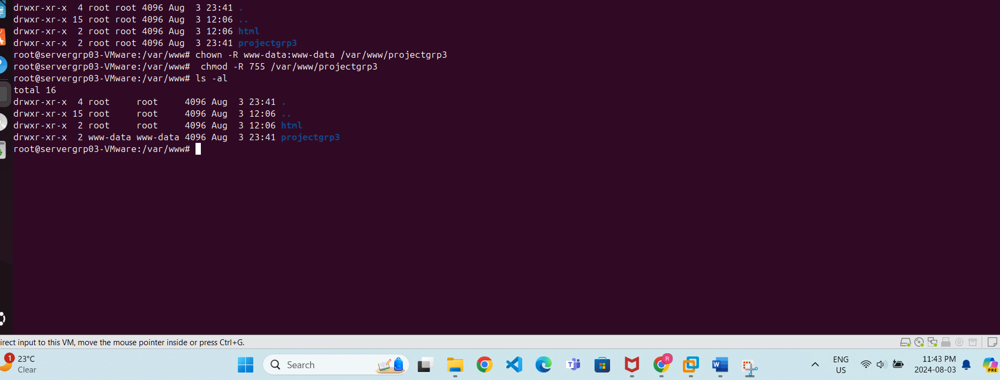 drwxr-xr-x  4 root root 4096 Aug  3 23:41 .
drwxr-xr-x 15 root root 4096 Aug  3 12:06 ..
drwxr-xr-x  2 root root 4096 Aug  3 12:06 html
drwxr-xr-x  2 root root 4096 Aug  3 23:41 projectgrp3
root@servergrp03-VMware:/var/www# chown -R www-data:www-data /var/www/projectgrp3
root@servergrp03-VMware:/var/www#  chmod -R 755 /var/www/projectgrp3
root@servergrp03-VMware:/var/www# ls -al
total 16
drwxr-xr-x  4 root     root     4096 Aug  3 23:41 .
drwxr-xr-x 15 root     root     4096 Aug  3 12:06 ..
drwxr-xr-x  2 root     root     4096 Aug  3 12:06 html
drwxr-xr-x  2 www-data www-data 4096 Aug  3 23:41 projectgrp3
root@servergrp03-VMware:/var/www#
irect input to this VM, move the mouse pointer inside or press Ctrl+G.
1
23°C
Clear
Search
T
R
W
ENG
US
11:43 PM
2024-08-03
PRE